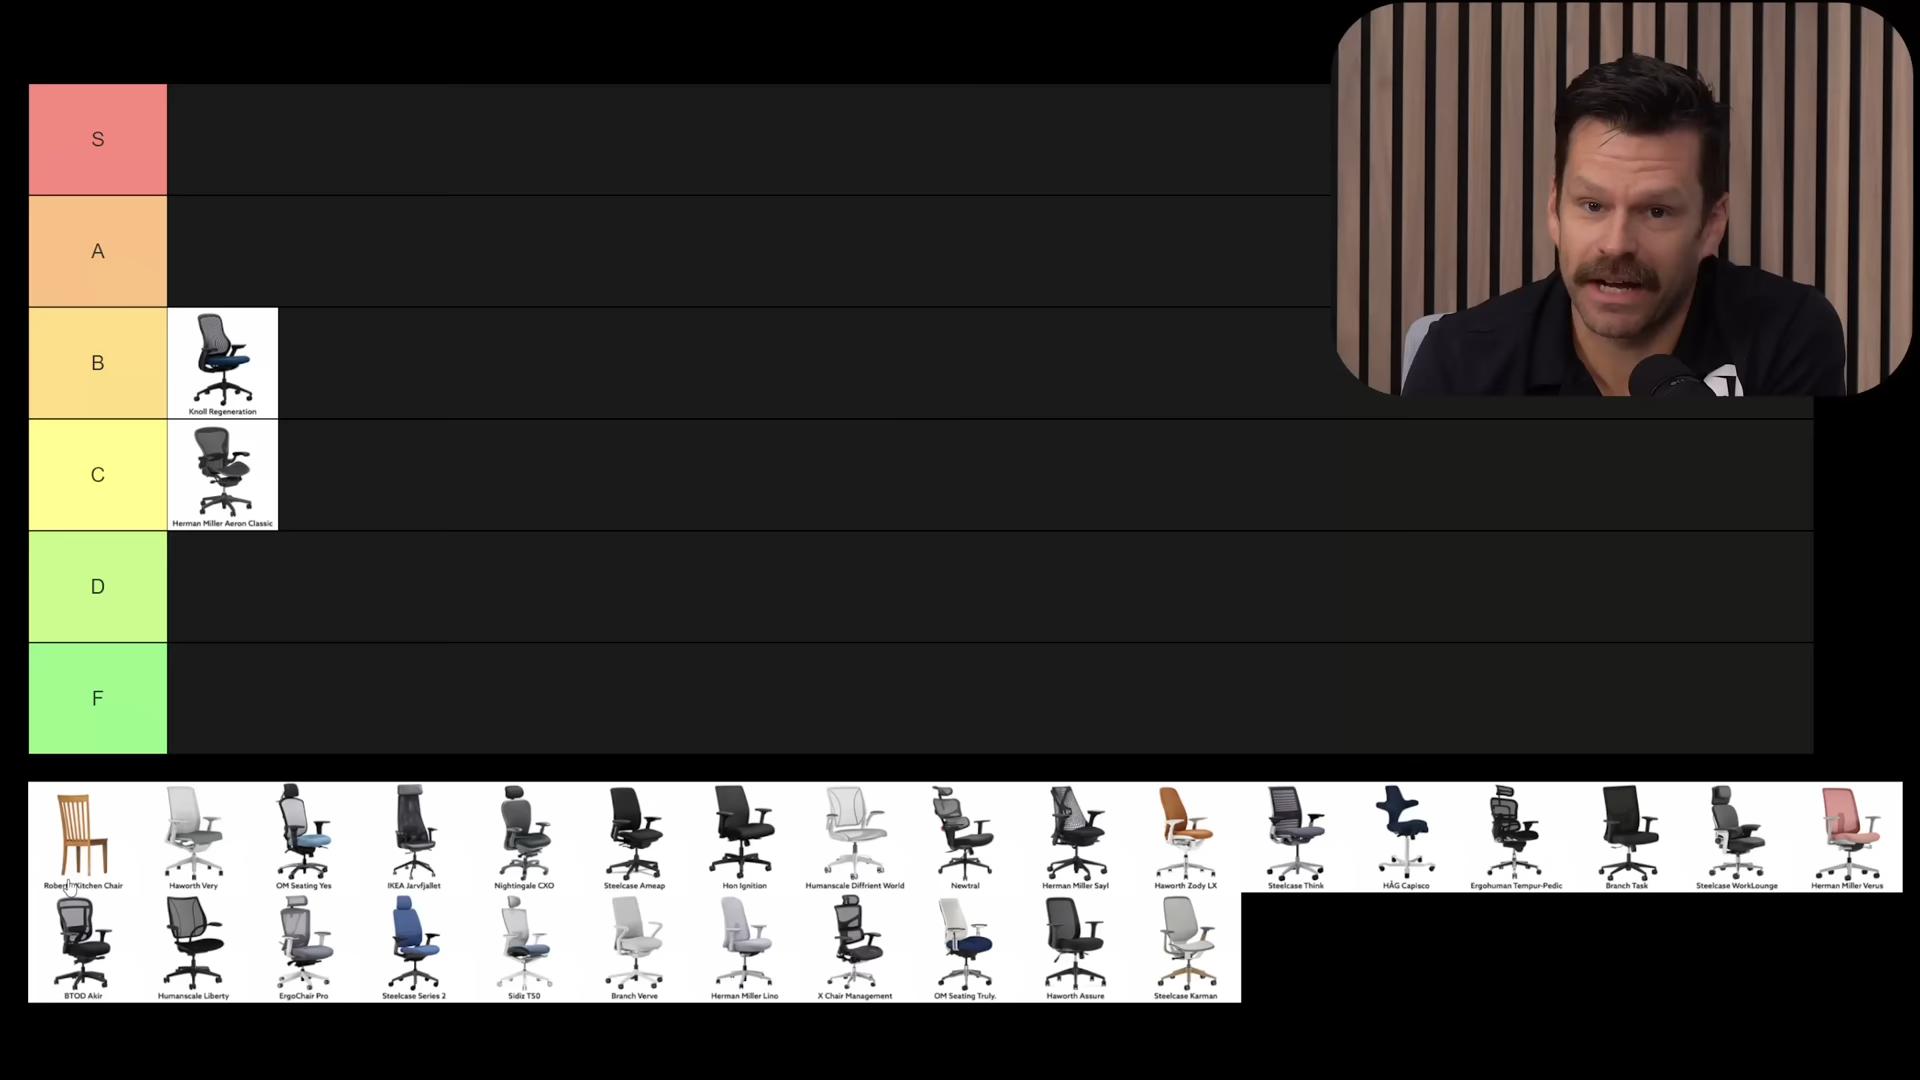 S
A
B
Knoll Regeneration
C
Herman Miller Aeron Classic
D
F
Kitchen Chair
Haworth Very
OM Seating Yes
IKEA Jarvfjallet
Nightingale CXO
Steelcase Ameap
Hon Ignition
Humanscale Diffrient World
Newtral
Herman Miller Sayl
Haworth Zody LX
Steelcase Think
HÅG Capisco
Ergohuman Tempur-Pedic
Branch Task
Steelcase WorkLounge
Herman Miller Verus
BTOD Akir
Humanscale Liberty
ErgoChair Pro
Steelcase Series 2
Sidiz T50
Branch Verve
Herman Miller Lino
X Chair Management
OM Seating Truly.
Haworth Assure
Steelcase Karman